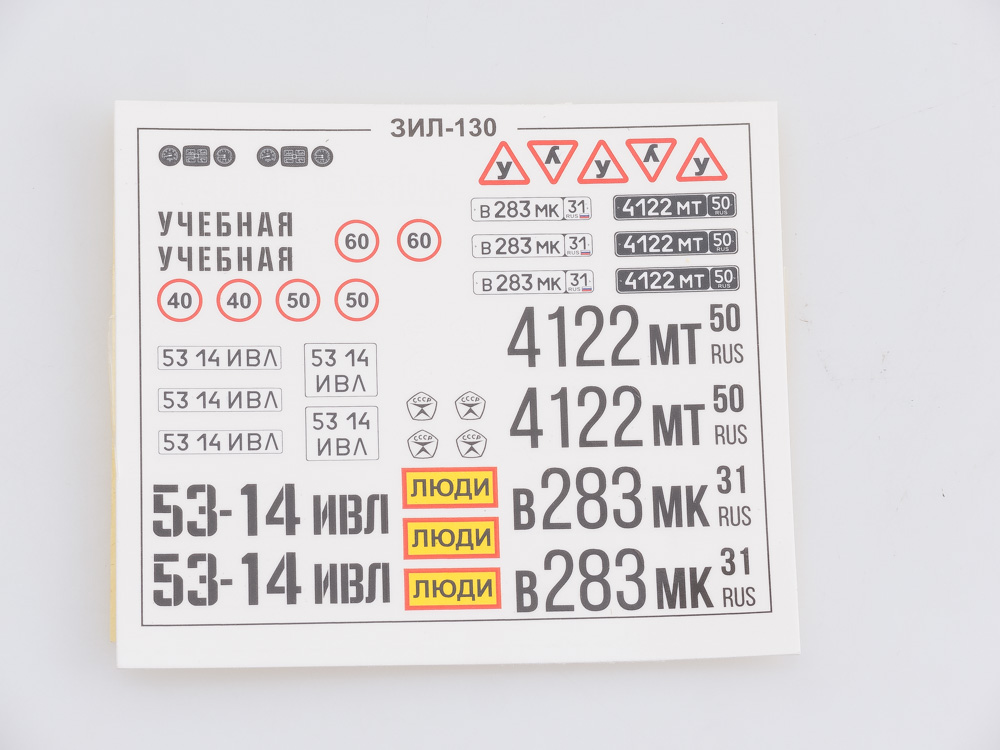 ЗИЛ-130
У У У У У
В 283 МК 31 RUS 4122 МТ 50 RUS
УЧЕБНАЯ
60 60
В 283 МК 31 RUS 4122 МТ 50 RUS
УЧЕБНАЯ
В 283 МК 31 RUS 4122 МТ 50 RUS
40 40 50 50
4122 МТ 50 RUS
53 14 ИВЛ
53 14
ИВЛ
53 14 ИВЛ
СССР СССР
4122 МТ 50 RUS
53 14
ИВЛ
53 14 ИВЛ
СССР СССР
ЛЮДИ
53-14 ИВЛ
В 283 МК 31 RUS
ЛЮДИ
53-14 ИВЛ
ЛЮДИ
В 283 МК 31 RUS